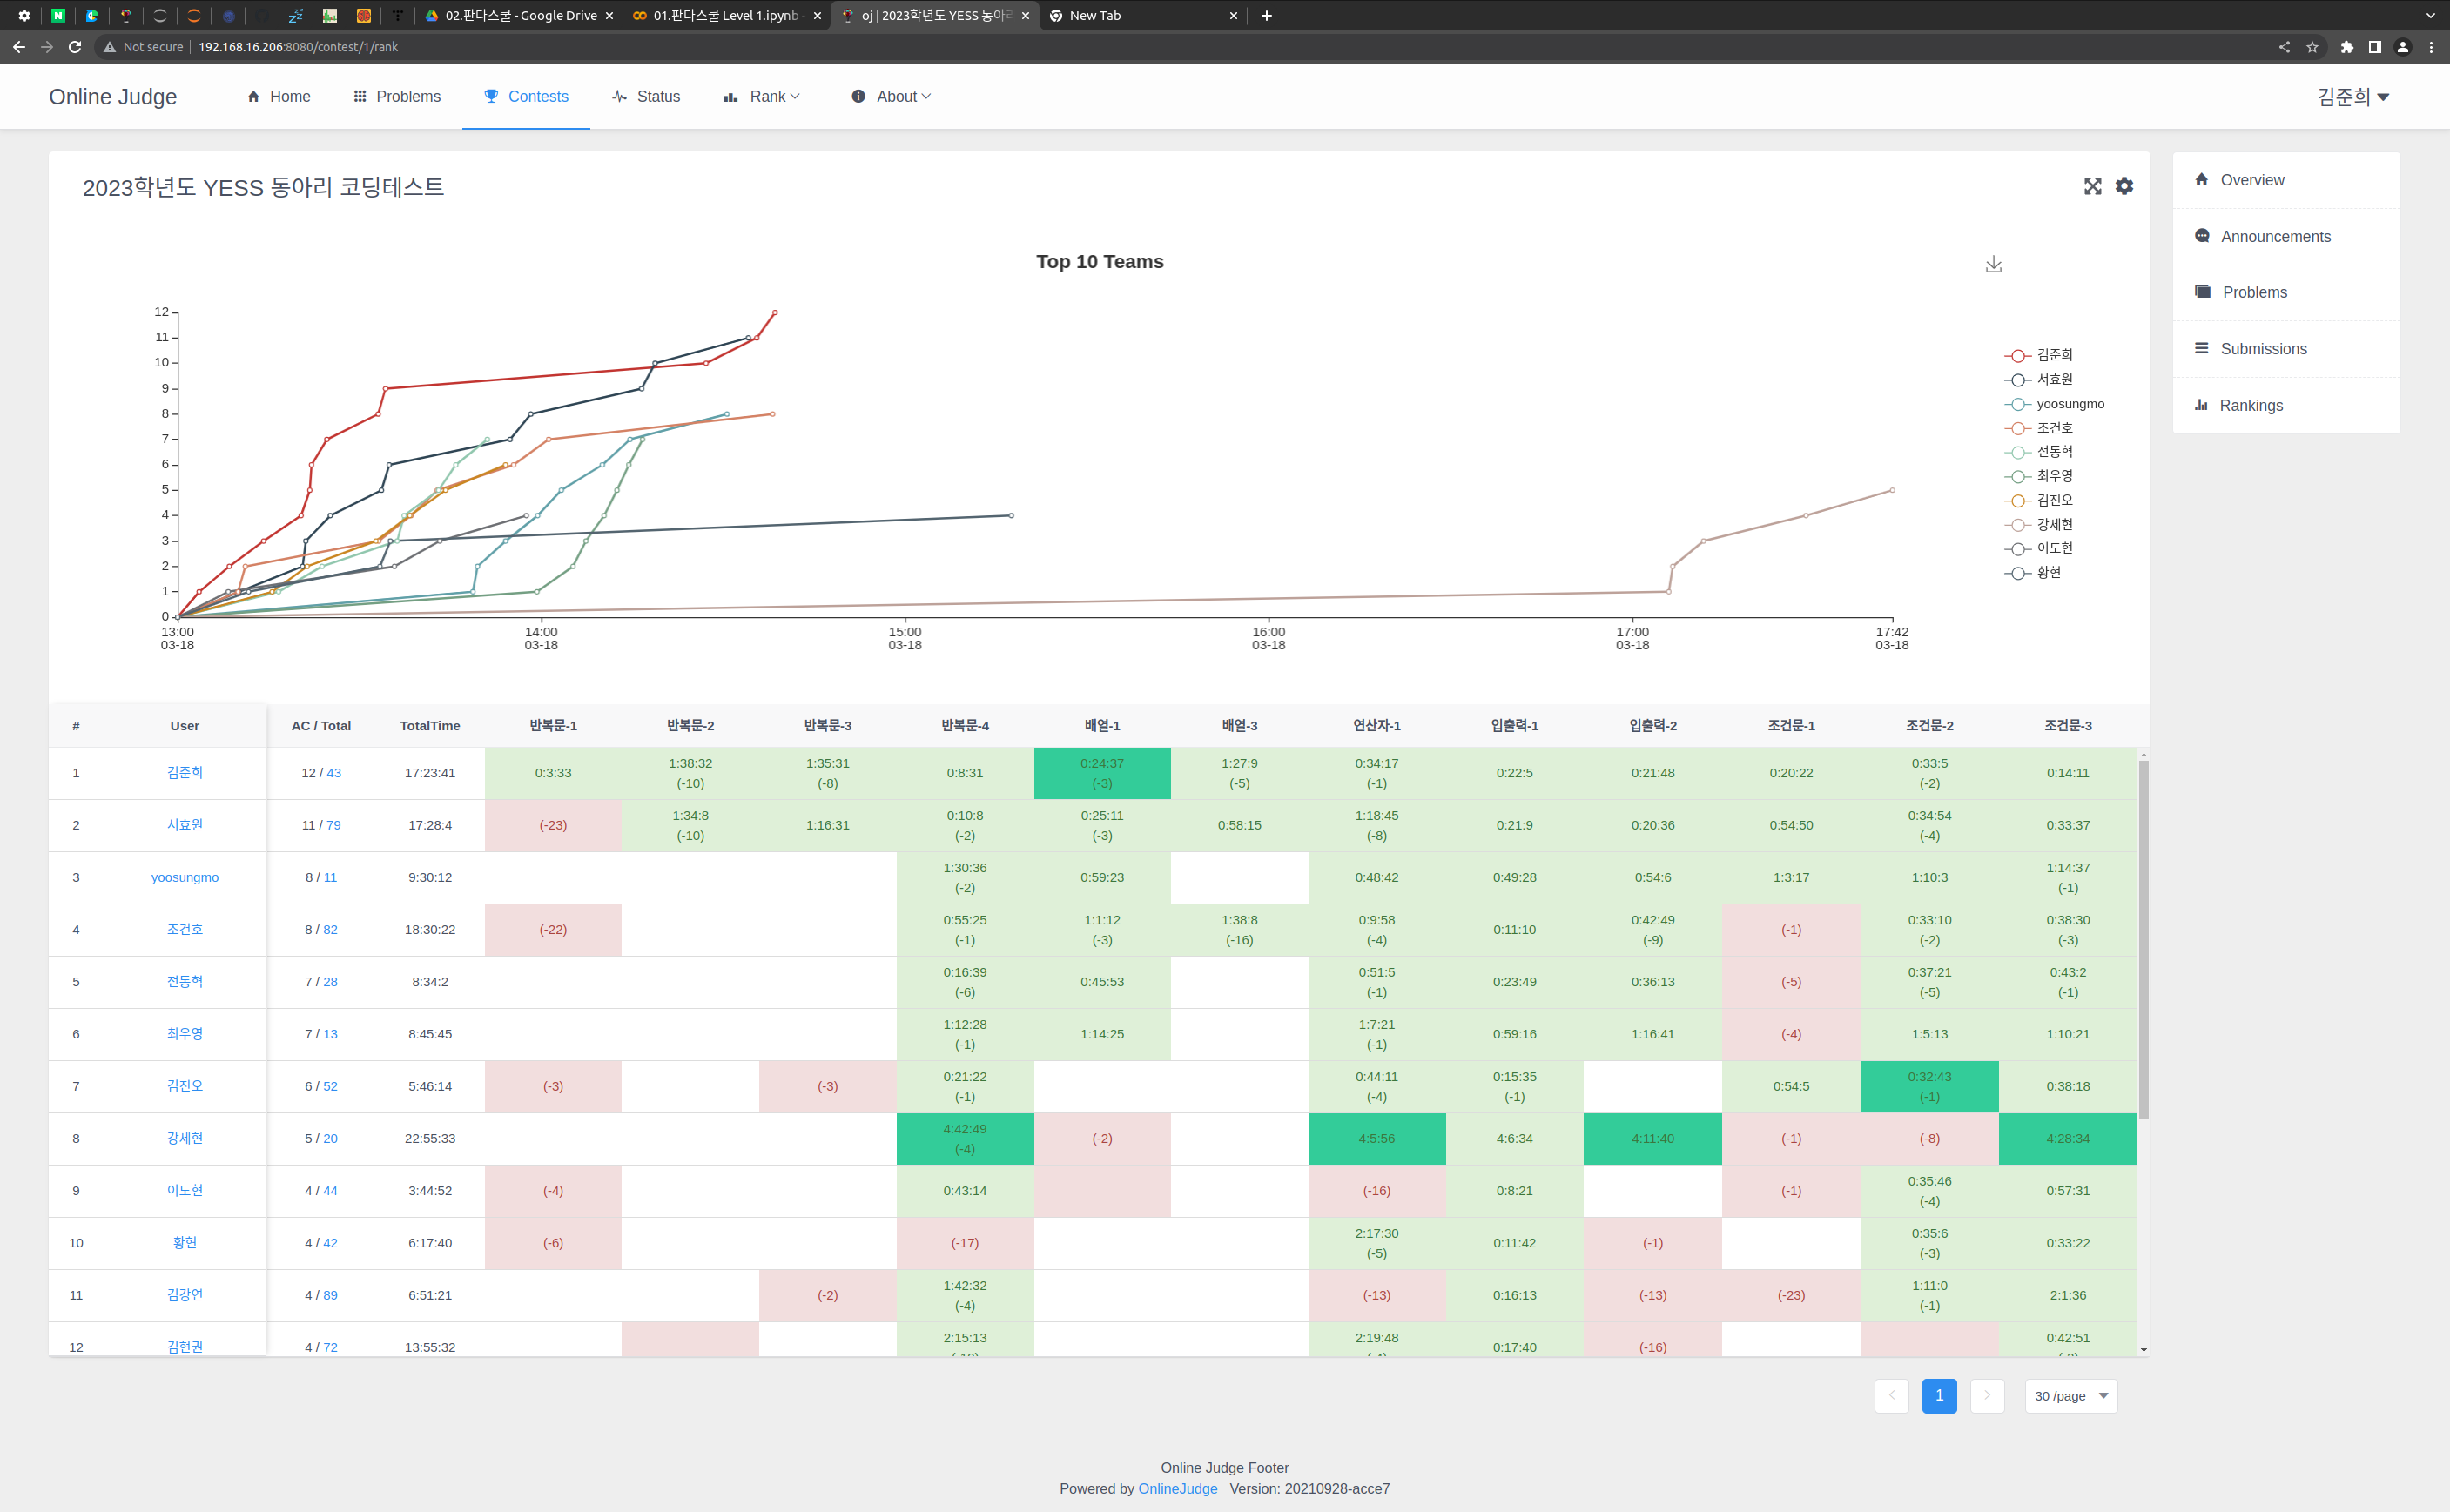 02.판다스쿨 - Google Drive
01.판다스쿨 Level 1.ipynb
oj | 2023학년도 YESS 동아리
New Tab
Not secure
192.168.16.206:8080/contest/1/rank
Online Judge
Home
Problems
Contests
Status
Rank
About
김준희
2023학년도 YESS 동아리 코딩테스트
Overview
Announcements
Problems
Submissions
Rankings
Top 10 Teams
12
11
10
9
8
7
6
5
4
3
2
1
0
13:00 14:00 15:00 16:00 17:00 17:42
03-18 03-18 03-18 03-18 03-18 03-18
김준희
서효원
yoosungmo
조건호
전동혁
최우영
김진오
강세현
이도현
황현
# User AC / Total TotalTime 반복문-1 반복문-2 반복문-3 반복문-4 배열-1 배열-3 연산자-1 입출력-1 입출력-2 조건문-1 조건문-2 조건문-3
1 김준희 12 / 43 17:23:41 0:3:33 1:38:32 (-10) 1:35:31 (-8) 0:8:31 0:24:37 (-3) 1:27:9 (-5) 0:34:17 (-1) 0:22:5 0:21:48 0:20:22 0:33:5 (-2) 0:14:11
2 서효원 11 / 79 17:28:4 (-23) 1:34:8 (-10) 1:16:31 0:10:8 (-2) 0:25:11 (-3) 0:58:15 1:18:45 (-8) 0:21:9 0:20:36 0:54:50 0:34:54 (-4) 0:33:37
3 yoosungmo 8 / 11 9:30:12 1:30:36 (-2) 0:59:23 0:48:42 0:49:28 0:54:6 1:3:17 1:10:3 1:14:37 (-1)
4 조건호 8 / 82 18:30:22 (-22) 0:55:25 (-1) 1:1:12 (-3) 1:38:8 (-16) 0:9:58 (-4) 0:11:10 0:42:49 (-9) (-1) 0:33:10 (-2) 0:38:30 (-3)
5 전동혁 7 / 28 8:34:2 0:16:39 (-6) 0:45:53 0:51:5 (-1) 0:23:49 0:36:13 (-5) 0:37:21 (-5) 0:43:2 (-1)
6 최우영 7 / 13 8:45:45 1:12:28 (-1) 1:14:25 1:7:21 (-1) 0:59:16 1:16:41 (-4) 1:5:13 1:10:21
7 김진오 6 / 52 5:46:14 (-3) (-3) 0:21:22 (-1) 0:44:11 (-4) 0:15:35 (-1) 0:54:5 0:32:43 (-1) 0:38:18
8 강세현 5 / 20 22:55:33 4:42:49 (-4) (-2) 4:5:56 4:6:34 4:11:40 (-1) (-8) 4:28:34
9 이도현 4 / 44 3:44:52 (-4) 0:43:14 (-16) 0:8:21 (-1) 0:35:46 (-4) 0:57:31
10 황현 4 / 42 6:17:40 (-6) (-17) 2:17:30 (-5) 0:11:42 (-1) 0:35:6 (-3) 0:33:22
11 김강연 4 / 89 6:51:21 (-2) 1:42:32 (-4) (-13) 0:16:13 (-13) (-23) 1:11:0 (-1) 2:1:36
12 김현권 4 / 72 13:55:32 2:15:13 2:19:48 0:17:40 (-16) 0:42:51
1
30 /page
Online Judge Footer
Powered by OnlineJudge Version: 20210928-acce7